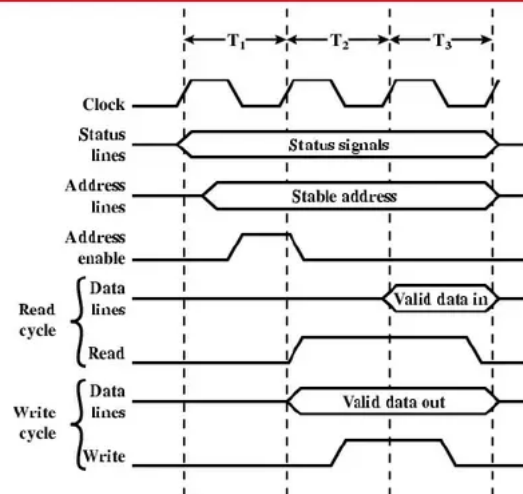 T1
T2
T3
Clock
Status
lines
Status signals
Address
lines
Stable address
Address
enable
Read
cycle
Data
lines
Valid data in
Read
Write
cycle
Data
lines
Valid data out
Write